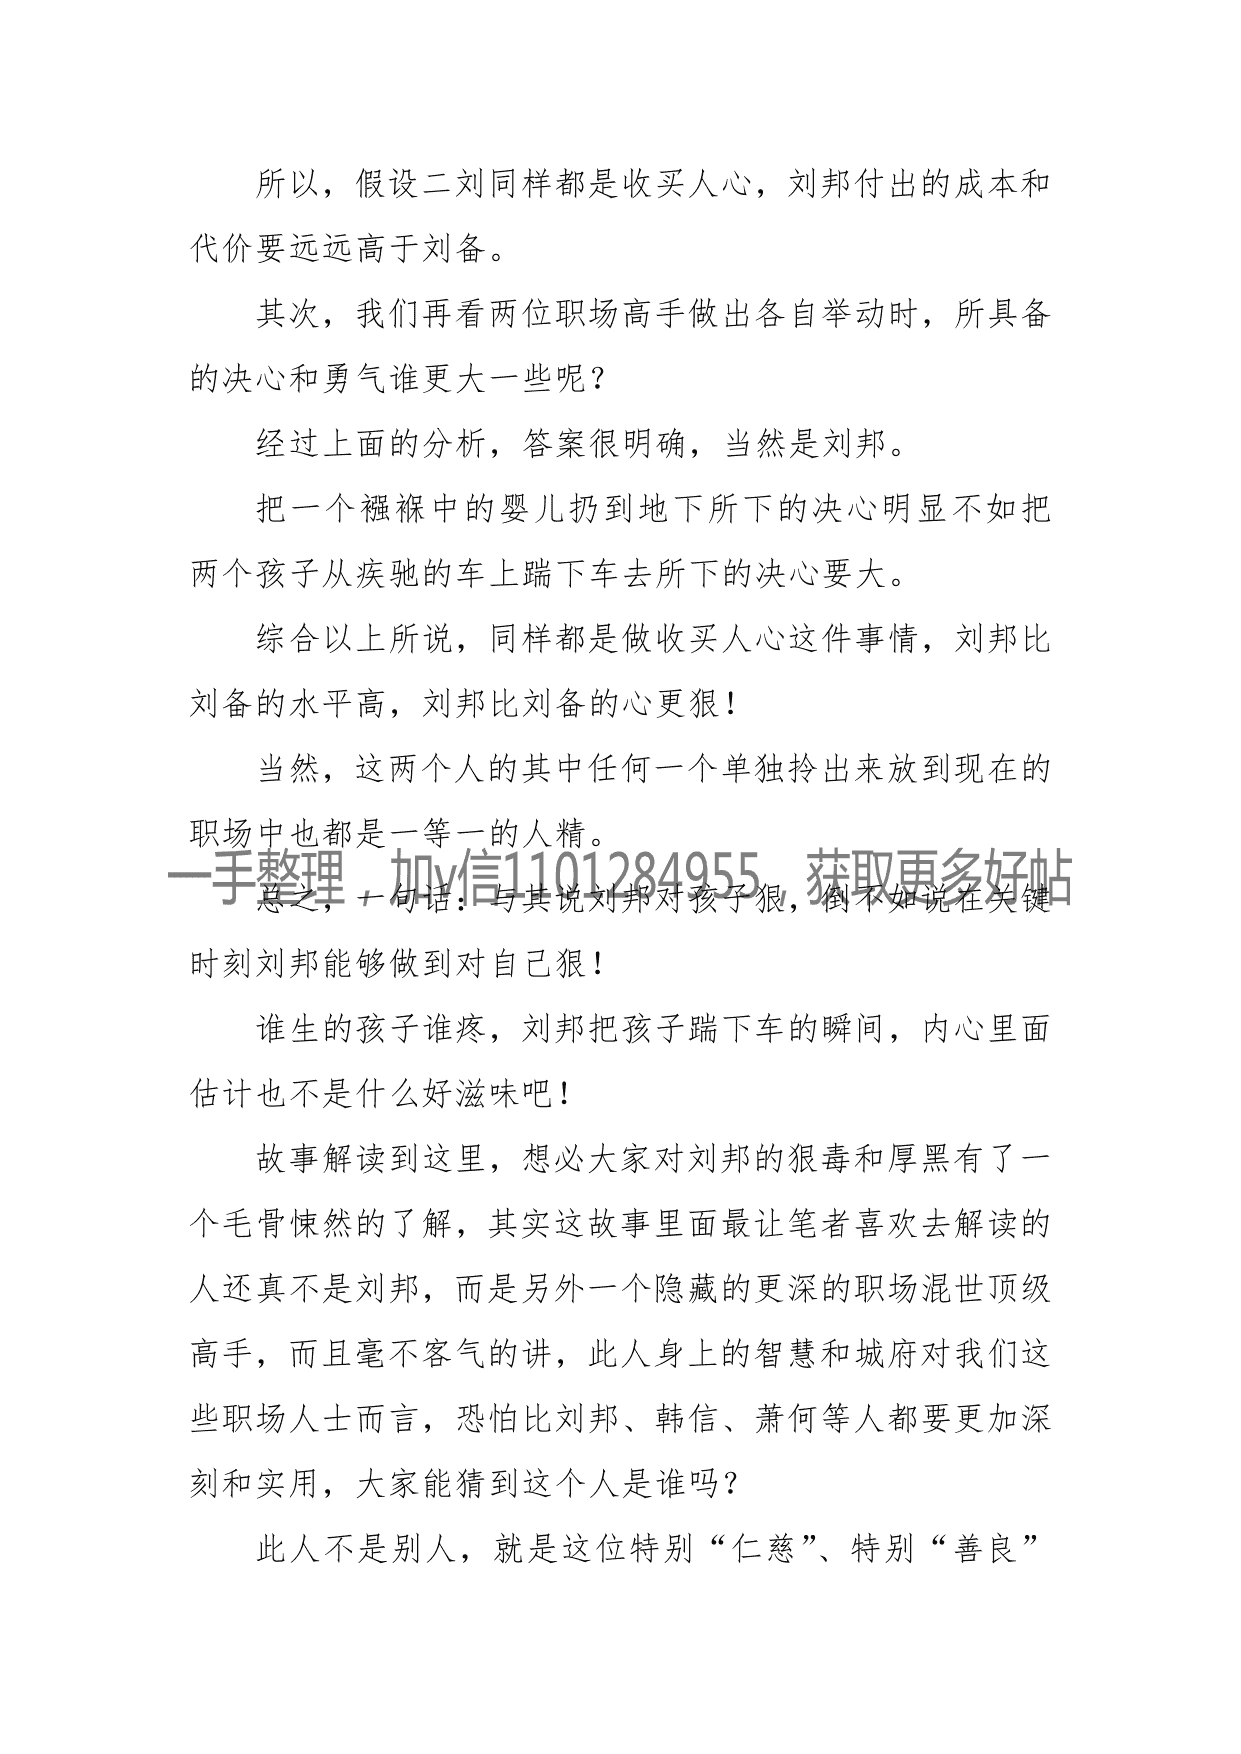 所以，假设二刘同样都是收买人心，刘邦付出的成本和
代价要远远高于刘备。
其次，我们再看两位职场高手做出各自举动时，所具备
的决心和勇气谁更大一些呢？
经过上面的分析，答案很明确，当然是刘邦。
把一个襁褓中的婴儿扔到地下所下的决心明显不如把
两个孩子从疾驰的车上踹下车去所下的决心要大。
综合以上所说，同样都是做收买人心这件事情，刘邦比
刘备的水平高，刘邦比刘备的心更狠！
当然，这两个人的其中任何一个单独拎出来放到现在的
职场中也都是一等一的人精。
一手整理，加v信1101284955，获取更多好帖
总之，一句话：与其说刘邦对孩子狠，倒不如说在关键
时刻刘邦能够做到对自己狠！
谁生的孩子谁疼，刘邦把孩子踹下车的瞬间，内心里面
估计也不是什么好滋味吧！
故事解读到这里，想必大家对刘邦的狠毒和厚黑有了一
个毛骨悚然的了解，其实这故事里面最让笔者喜欢去解读的
人还真不是刘邦，而是另外一个隐藏的更深的职场混世顶级
高手，而且毫不客气的讲，此人身上的智慧和城府对我们这
些职场人士而言，恐怕比刘邦、韩信、萧何等人都要更加深
刻和实用，大家能猜到这个人是谁吗？
此人不是别人，就是这位特别“仁慈”、特别“善良”